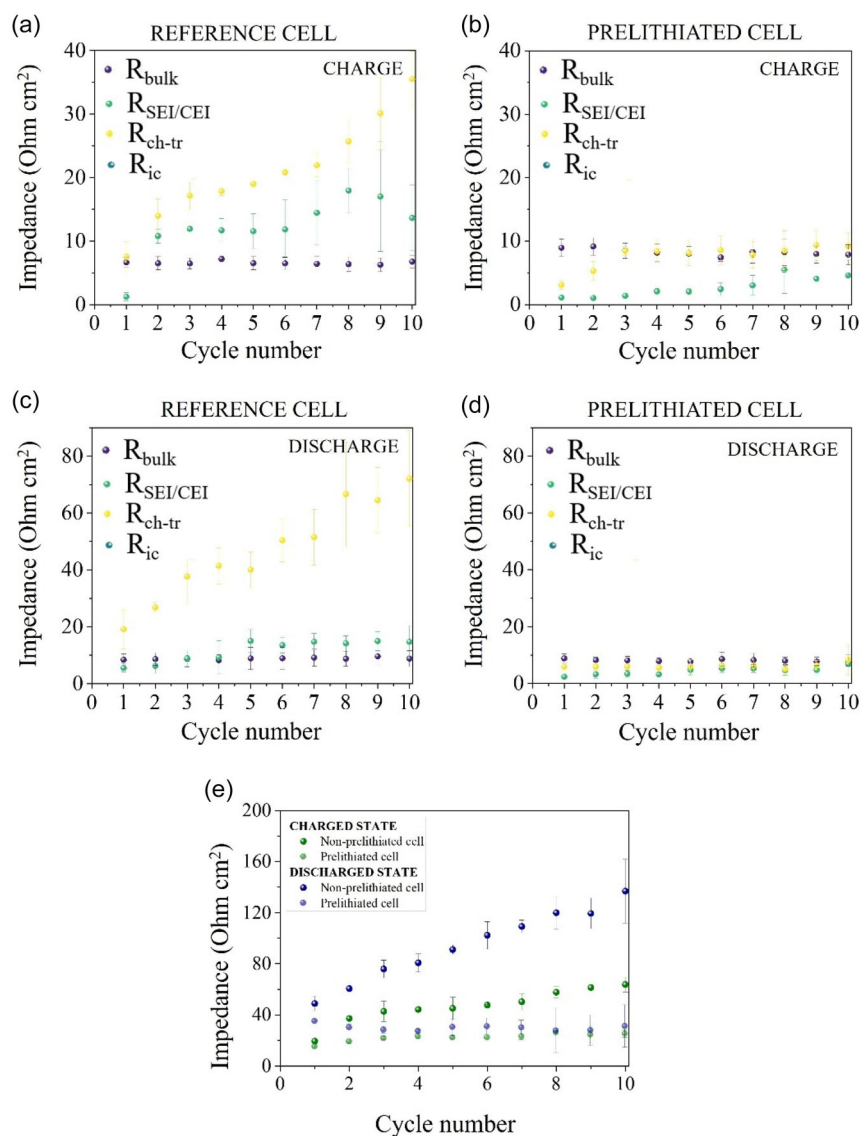 (a)
REFERENCE CELL
CHARGE
R_bulk
R_SEI/CEI
R_ch-tr
R_ic
Impedance (Ohm cm²)
40
30
20
10
0
0 1 2 3 4 5 6 7 8 9 10
Cycle number
(b)
PRELITHIATED CELL
CHARGE
R_bulk
R_SEI/CEI
R_ch-tr
R_ic
Impedance (Ohm cm²)
40
30
20
10
0
0 1 2 3 4 5 6 7 8 9 10
Cycle number
(c)
REFERENCE CELL
DISCHARGE
R_bulk
R_SEI/CEI
R_ch-tr
R_ic
Impedance (Ohm cm²)
80
60
40
20
0
0 1 2 3 4 5 6 7 8 9 10
Cycle number
(d)
PRELITHIATED CELL
DISCHARGE
R_bulk
R_SEI/CEI
R_ch-tr
R_ic
Impedance (Ohm cm²)
80
60
40
20
0
0 1 2 3 4 5 6 7 8 9 10
Cycle number
(e)
CHARGED STATE
Non-prelithiated cell
Prelithiated cell
DISCHARGED STATE
Non-prelithiated cell
Prelithiated cell
Impedance (Ohm cm²)
200
160
120
80
40
0
0 2 4 6 8 10
Cycle number